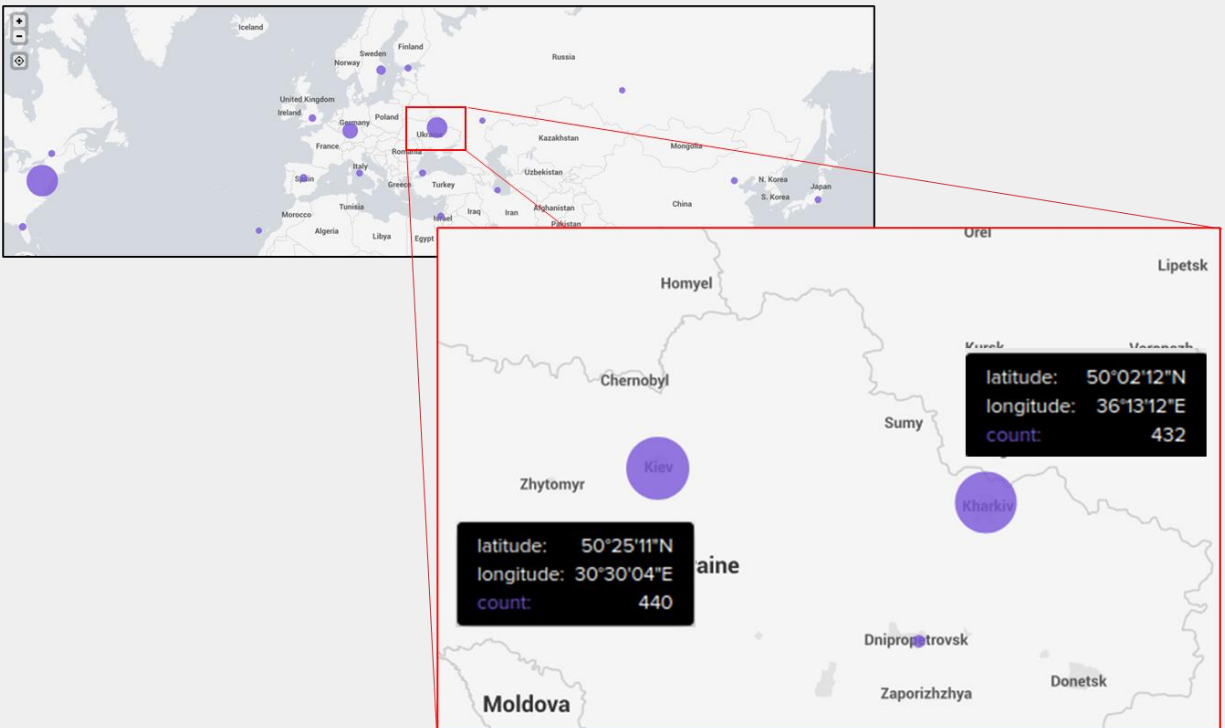 +
-
Iceland
Finland
Sweden
Norway
Russia
United Kingdom
Ireland
Germany
Poland
Ukraine
France
Romania
Kazakhstan
Mongolia
Italy
Spain
Greece
Turkey
Uzbekistan
N. Korea
S. Korea
Japan
China
Morocco
Tunisia
Iraq
Iran
Afghanistan
Pakistan
Israel
Algeria
Libya
Egypt
Orel
Lipetsk
Homyel
Kursk
Voronezh
Chernobyl
latitude: 50°02'12"N
longitude: 36°13'12"E
count: 432
Sumy
Kiev
Zhytomyr
Kharkiv
latitude: 50°25'11"N
longitude: 30°30'04"E
count: 440
raine
Dnipropetrovsk
Donetsk
Zaporizhzhya
Moldova